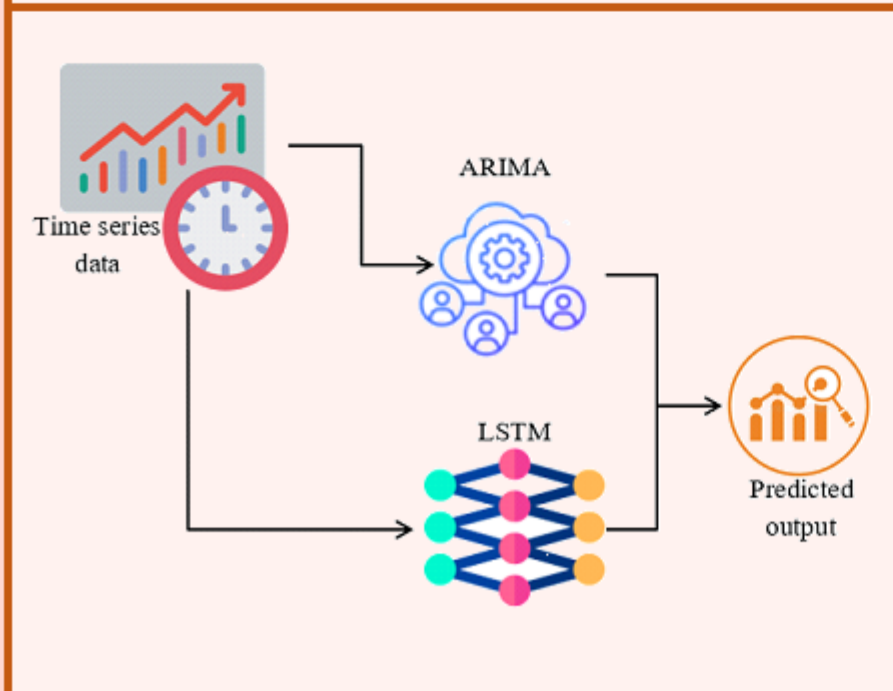 Time series
data
ARIMA
LSTM
Predicted
output